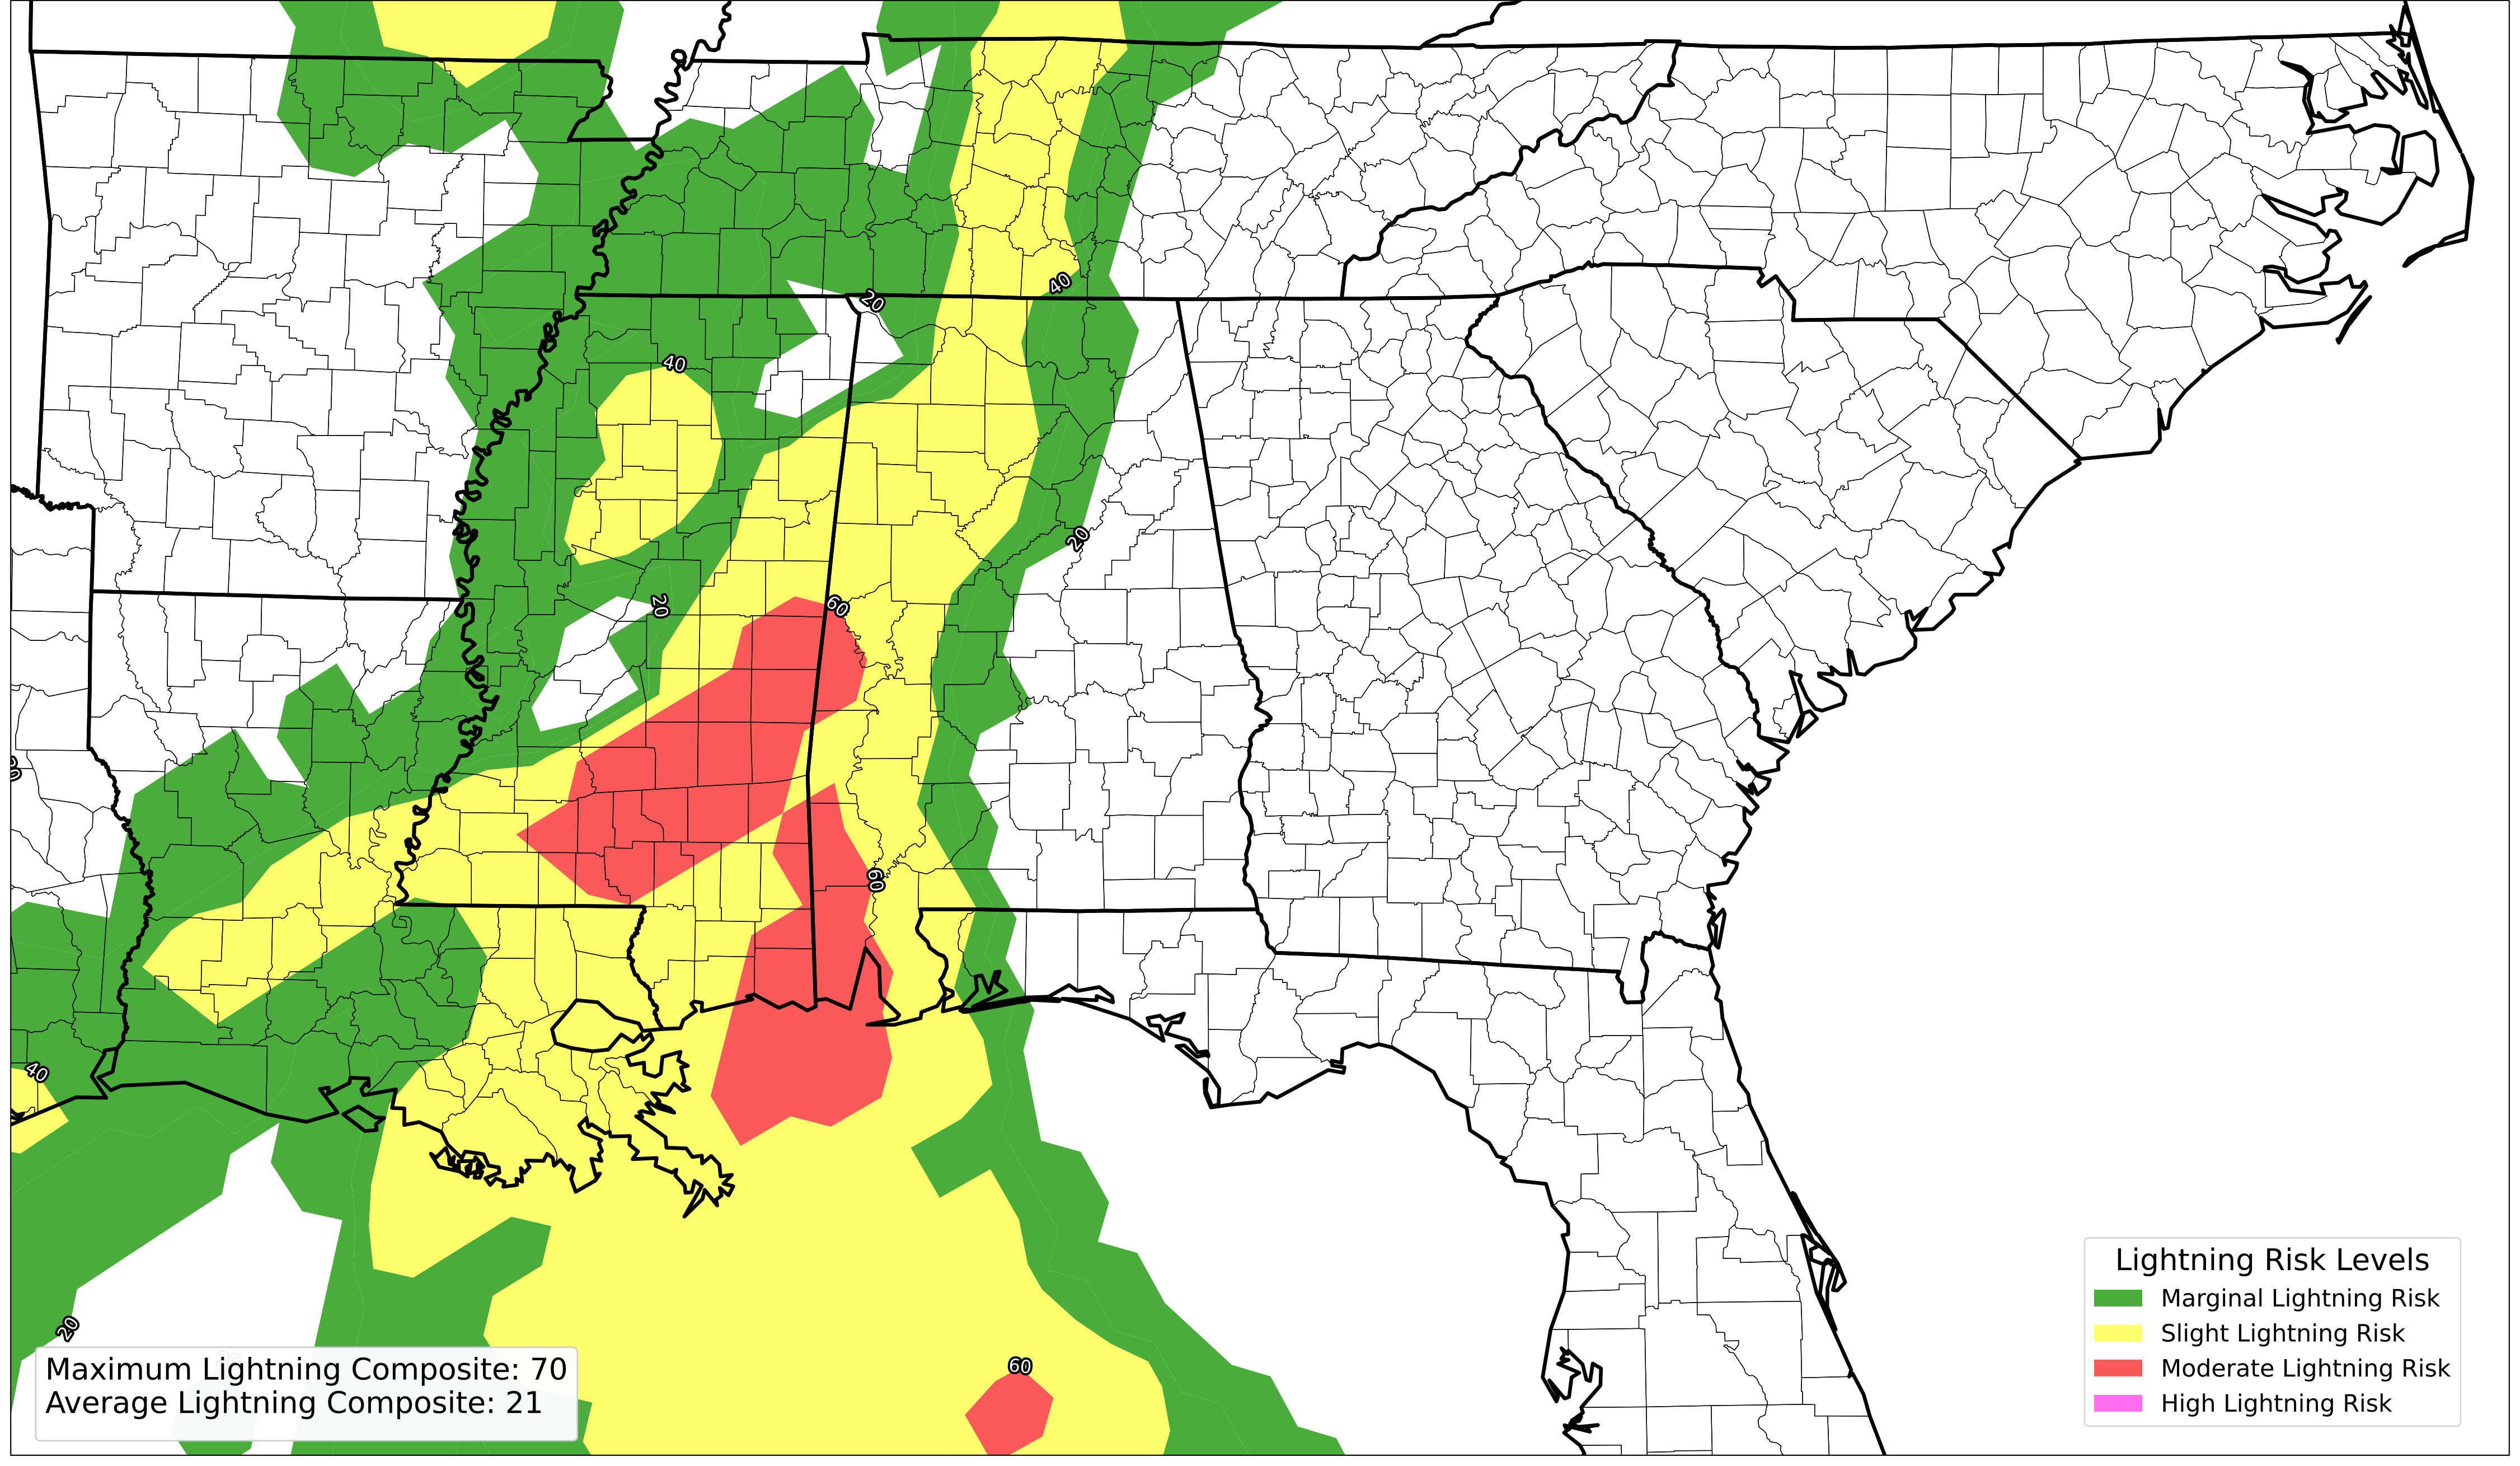 20
40
40
20
60
20
60
40
20
60
Lightning Risk Levels
Marginal Lightning Risk
Slight Lightning Risk
Moderate Lightning Risk
High Lightning Risk
Maximum Lightning Composite: 70
Average Lightning Composite: 21